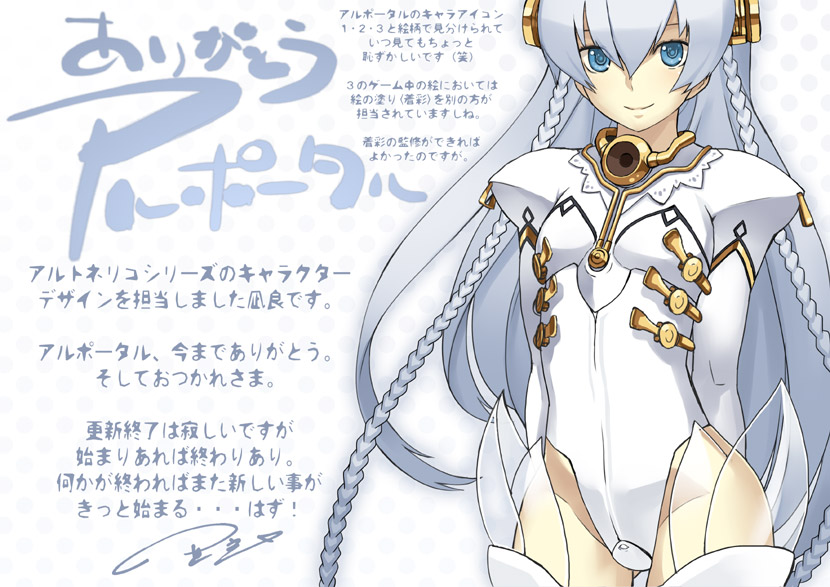 ありがとう
アルポータル
アルポータルのキャラアイコン
1・2・3と絵柄で見分けられて
いつ見てもちょっと
恥ずかしいです（笑）
3のゲーム中の絵においては
絵の塗り（着彩）を別の方が
担当されていますしね。
着彩の監修ができれば
よかったのですが。
アルトネリコシリーズのキャラクター
デザインを担当しました凪良です。
アルポータル、今までありがとう。
そしておつかれさま。
更新終了は寂しいですが
始まりあれば終わりあり。
何かが終わればまた新しい事が
きっと始まる・・・はず！